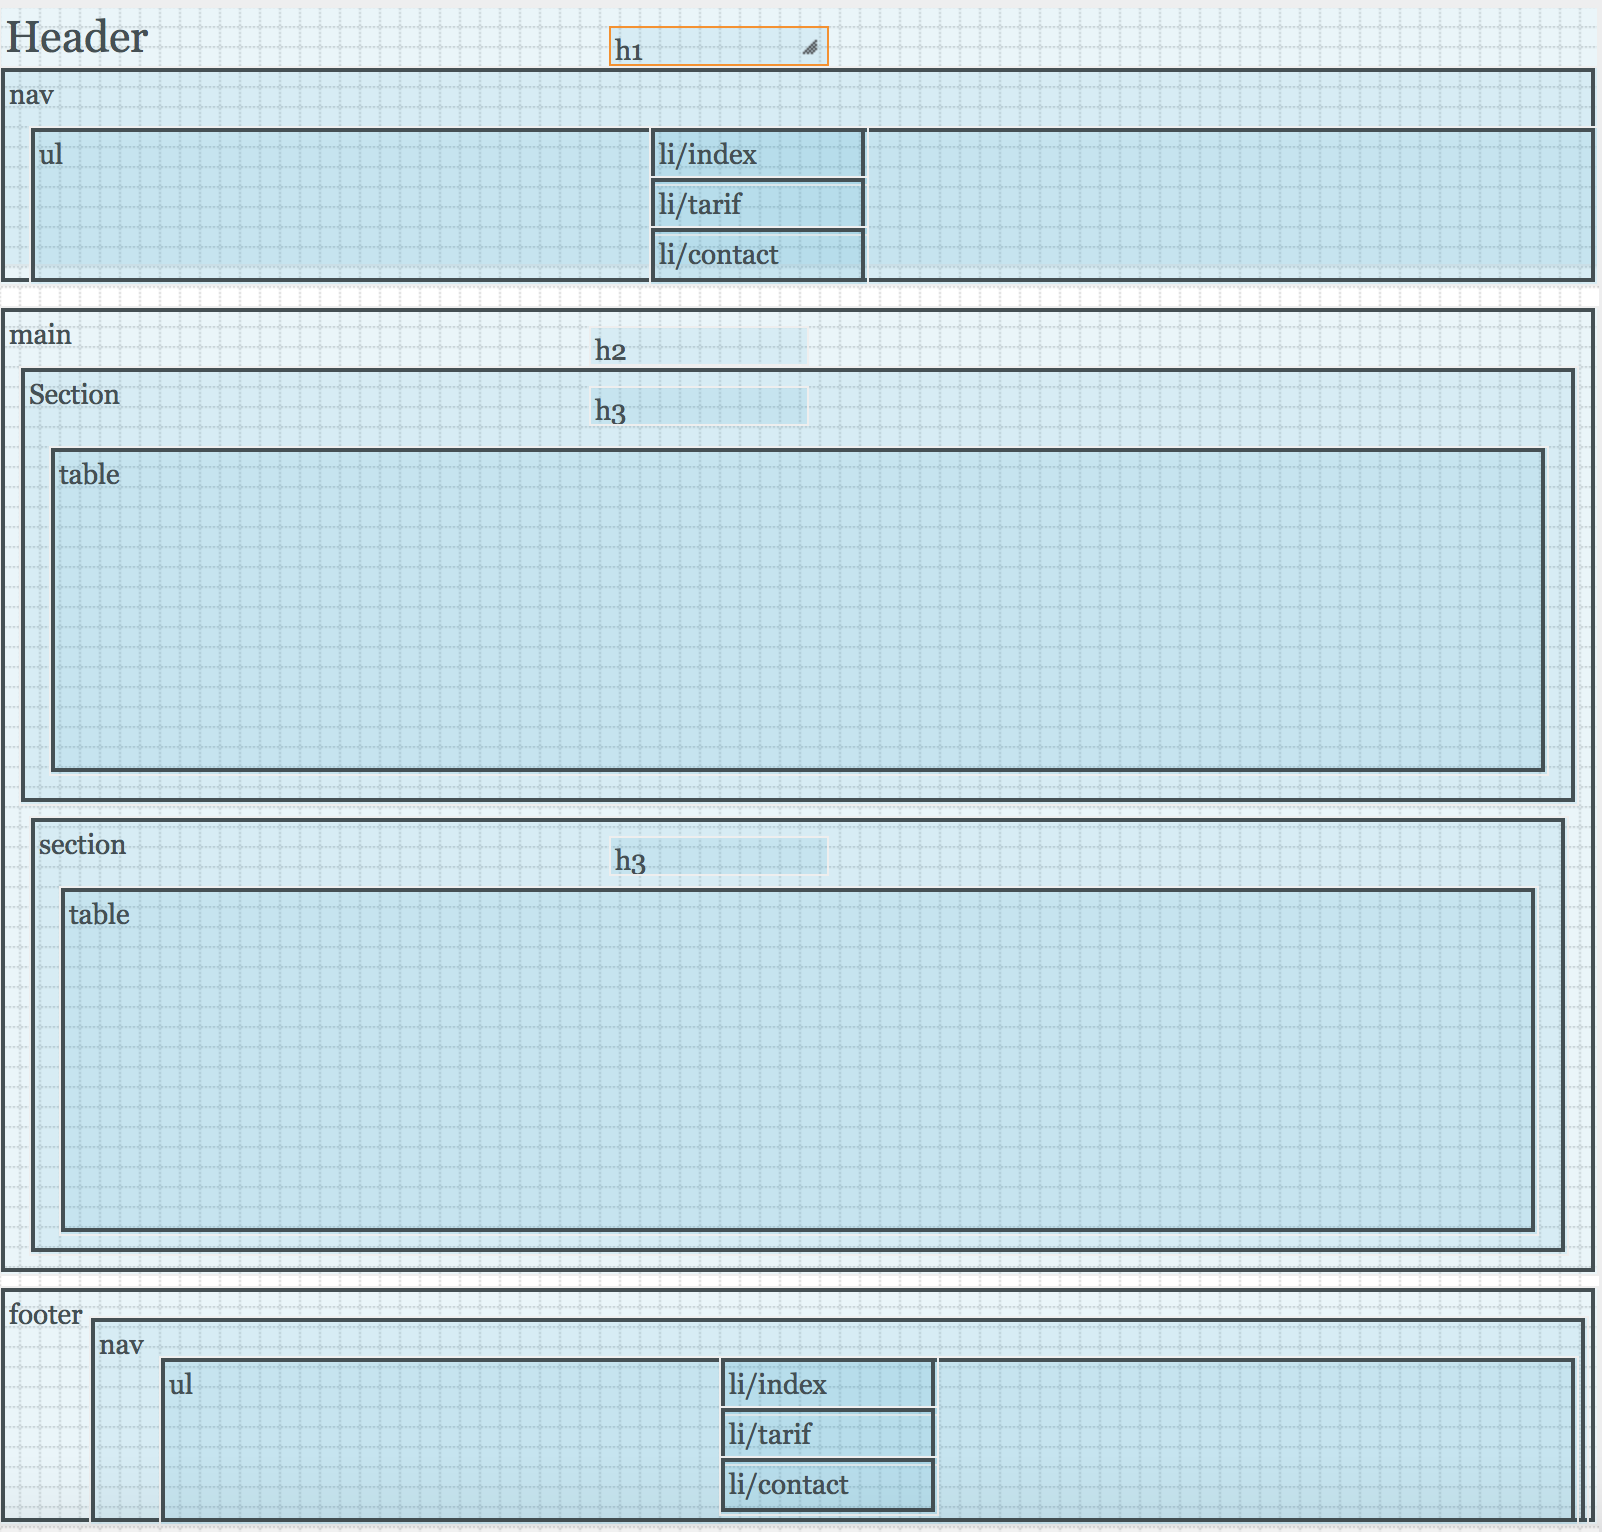 Header
h1
nav
ul
li/index
li/tarif
li/contact
main
h2
Section
h3
table
section
h3
table
footer
nav
ul
li/index
li/tarif
li/contact